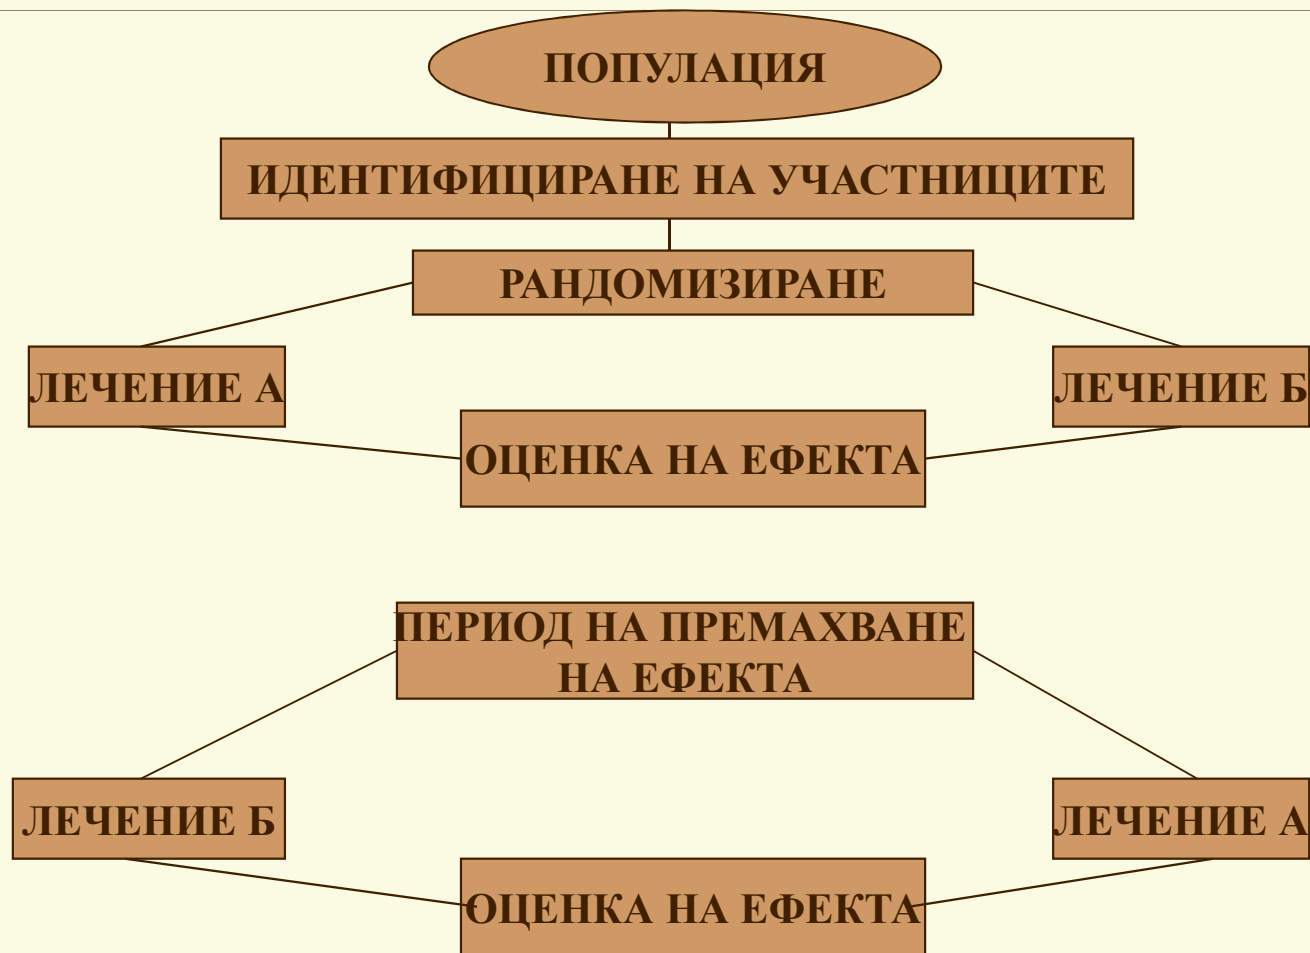 ПОПУЛАЦИЯ
ИДЕНТИФИЦИРАНЕ НА УЧАСТНИЦИТЕ
РАНДОМИЗИРАНЕ
ЛЕЧЕНИЕ А
ЛЕЧЕНИЕ Б
ОЦЕНКА НА ЕФЕКТА
ПЕРИОД НА ПРЕМАХВАНЕ
НА ЕФЕКТА
ЛЕЧЕНИЕ Б
ЛЕЧЕНИЕ А
ОЦЕНКА НА ЕФЕКТА